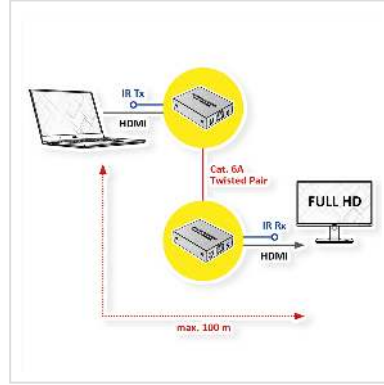 IR Tx
HDMI
Cat. 6A
Twisted Pair
FULL HD
IR Rx
HDMI
max. 100 m